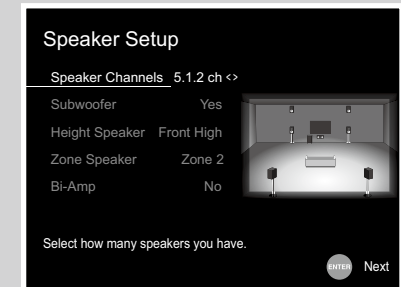 Speaker Setup
Speaker Channels 5.1.2 ch <>
Subwoofer Yes
Height Speaker Front High
Zone Speaker Zone 2
Bi-Amp No
Select how many speakers you have.
ENTER Next